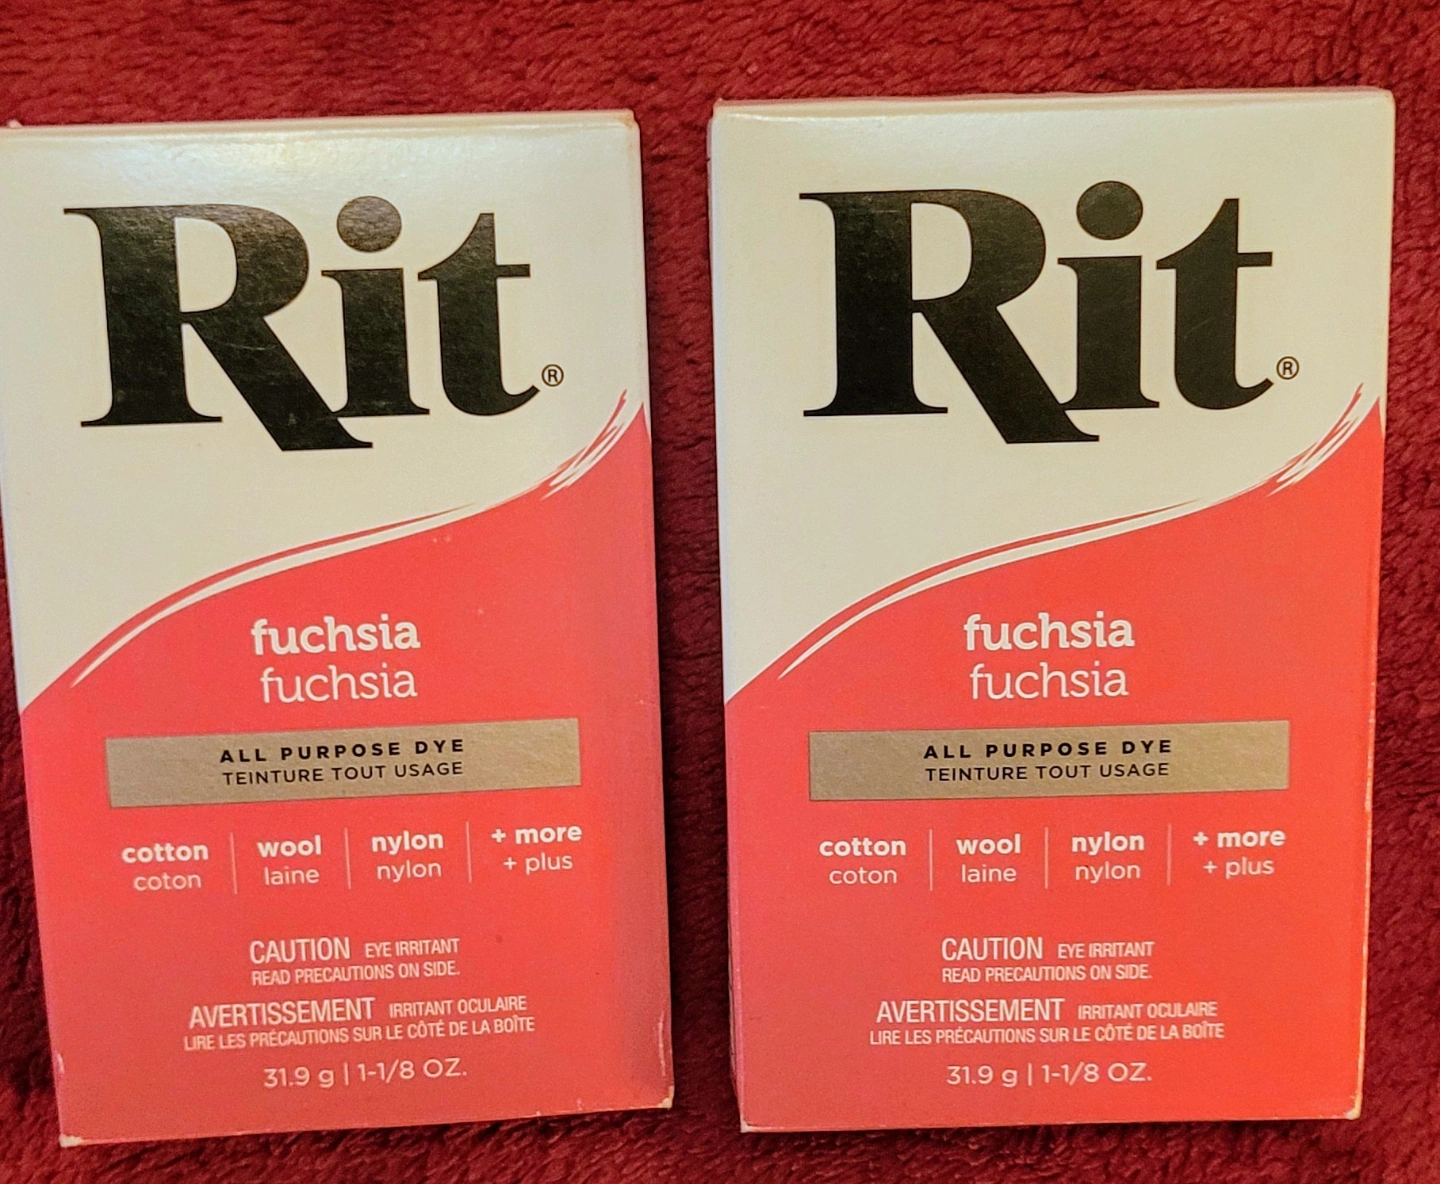 Rit®
fuchsia
fuchsia
ALL PURPOSE DYE
TEINTURE TOUT USAGE
cotton wool nylon + more
coton laine nylon + plus
CAUTION EYE IRRITANT
READ PRECAUTIONS ON SIDE.
AVERTISSEMENT IRRITANT OCULAIRE
LIRE LES PRÉCAUTIONS SUR LE CÔTÉ DE LA BOÎTE
31.9 g | 1-1/8 OZ.
Rit®
fuchsia
fuchsia
ALL PURPOSE DYE
TEINTURE TOUT USAGE
cotton wool nylon + more
coton laine nylon + plus
CAUTION EYE IRRITANT
READ PRECAUTIONS ON SIDE.
AVERTISSEMENT IRRITANT OCULAIRE
LIRE LES PRÉCAUTIONS SUR LE CÔTÉ DE LA BOÎTE
31.9 g | 1-1/8 OZ.